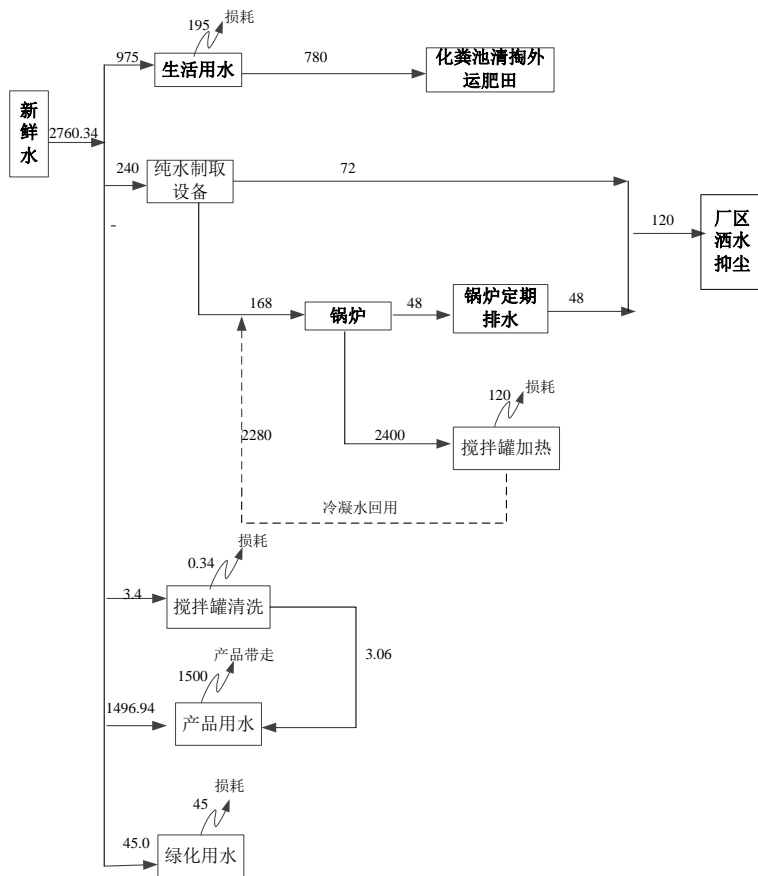 195
损耗
975
生活用水
780
化粪池清掏外
运肥田
新
鲜
水
2760.34
240
纯水制取
设备
72
120
厂区
洒水
抑尘
168
锅炉
48
锅炉定期
排水
48
120
损耗
2280
2400
搅拌罐加热
冷凝水回用
0.34
损耗
3.4
搅拌罐清洗
3.06
产品带走
1500
1496.94
产品用水
损耗
45
45.0
绿化用水